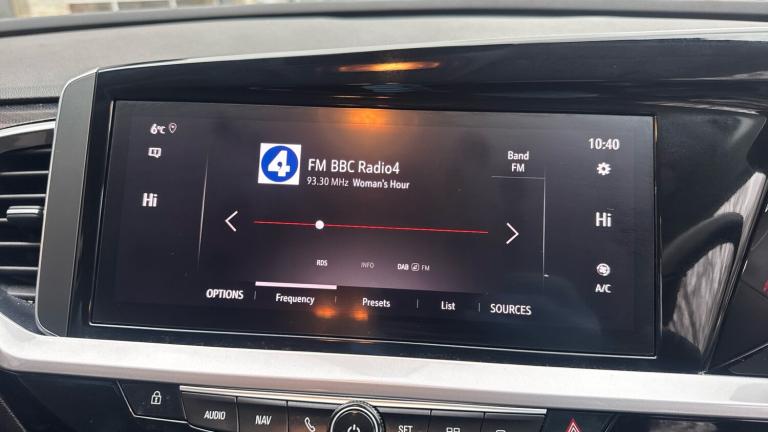 6°C
10:40
4
FM BBC Radio4
93.30 MHz Woman's Hour
Band
FM
Hi
Hi
RDS
INFO
DAB FM
A/C
OPTIONS
Frequency
Presets
List
SOURCES
AUDIO
NAV
SET